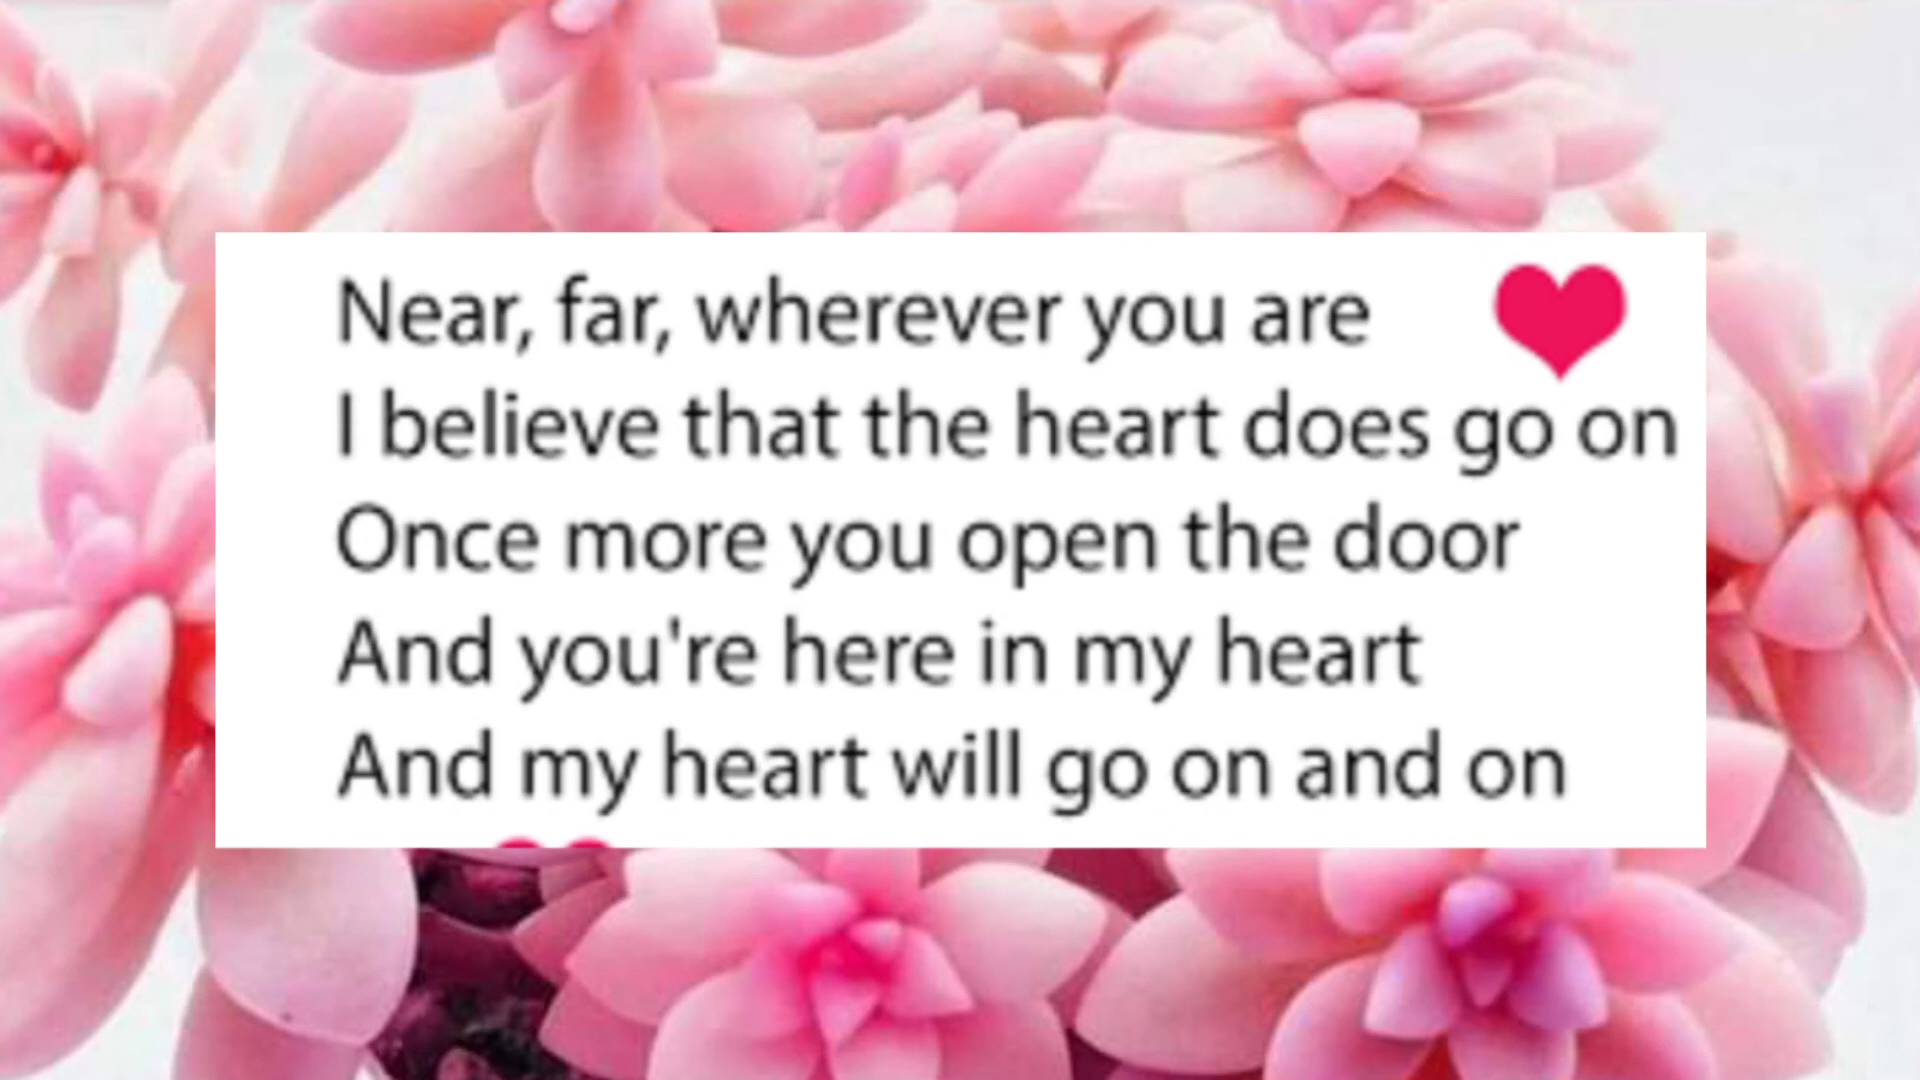 Near, far, wherever you are
I believe that the heart does go on
Once more you open the door
And you're here in my heart
And my heart will go on and on